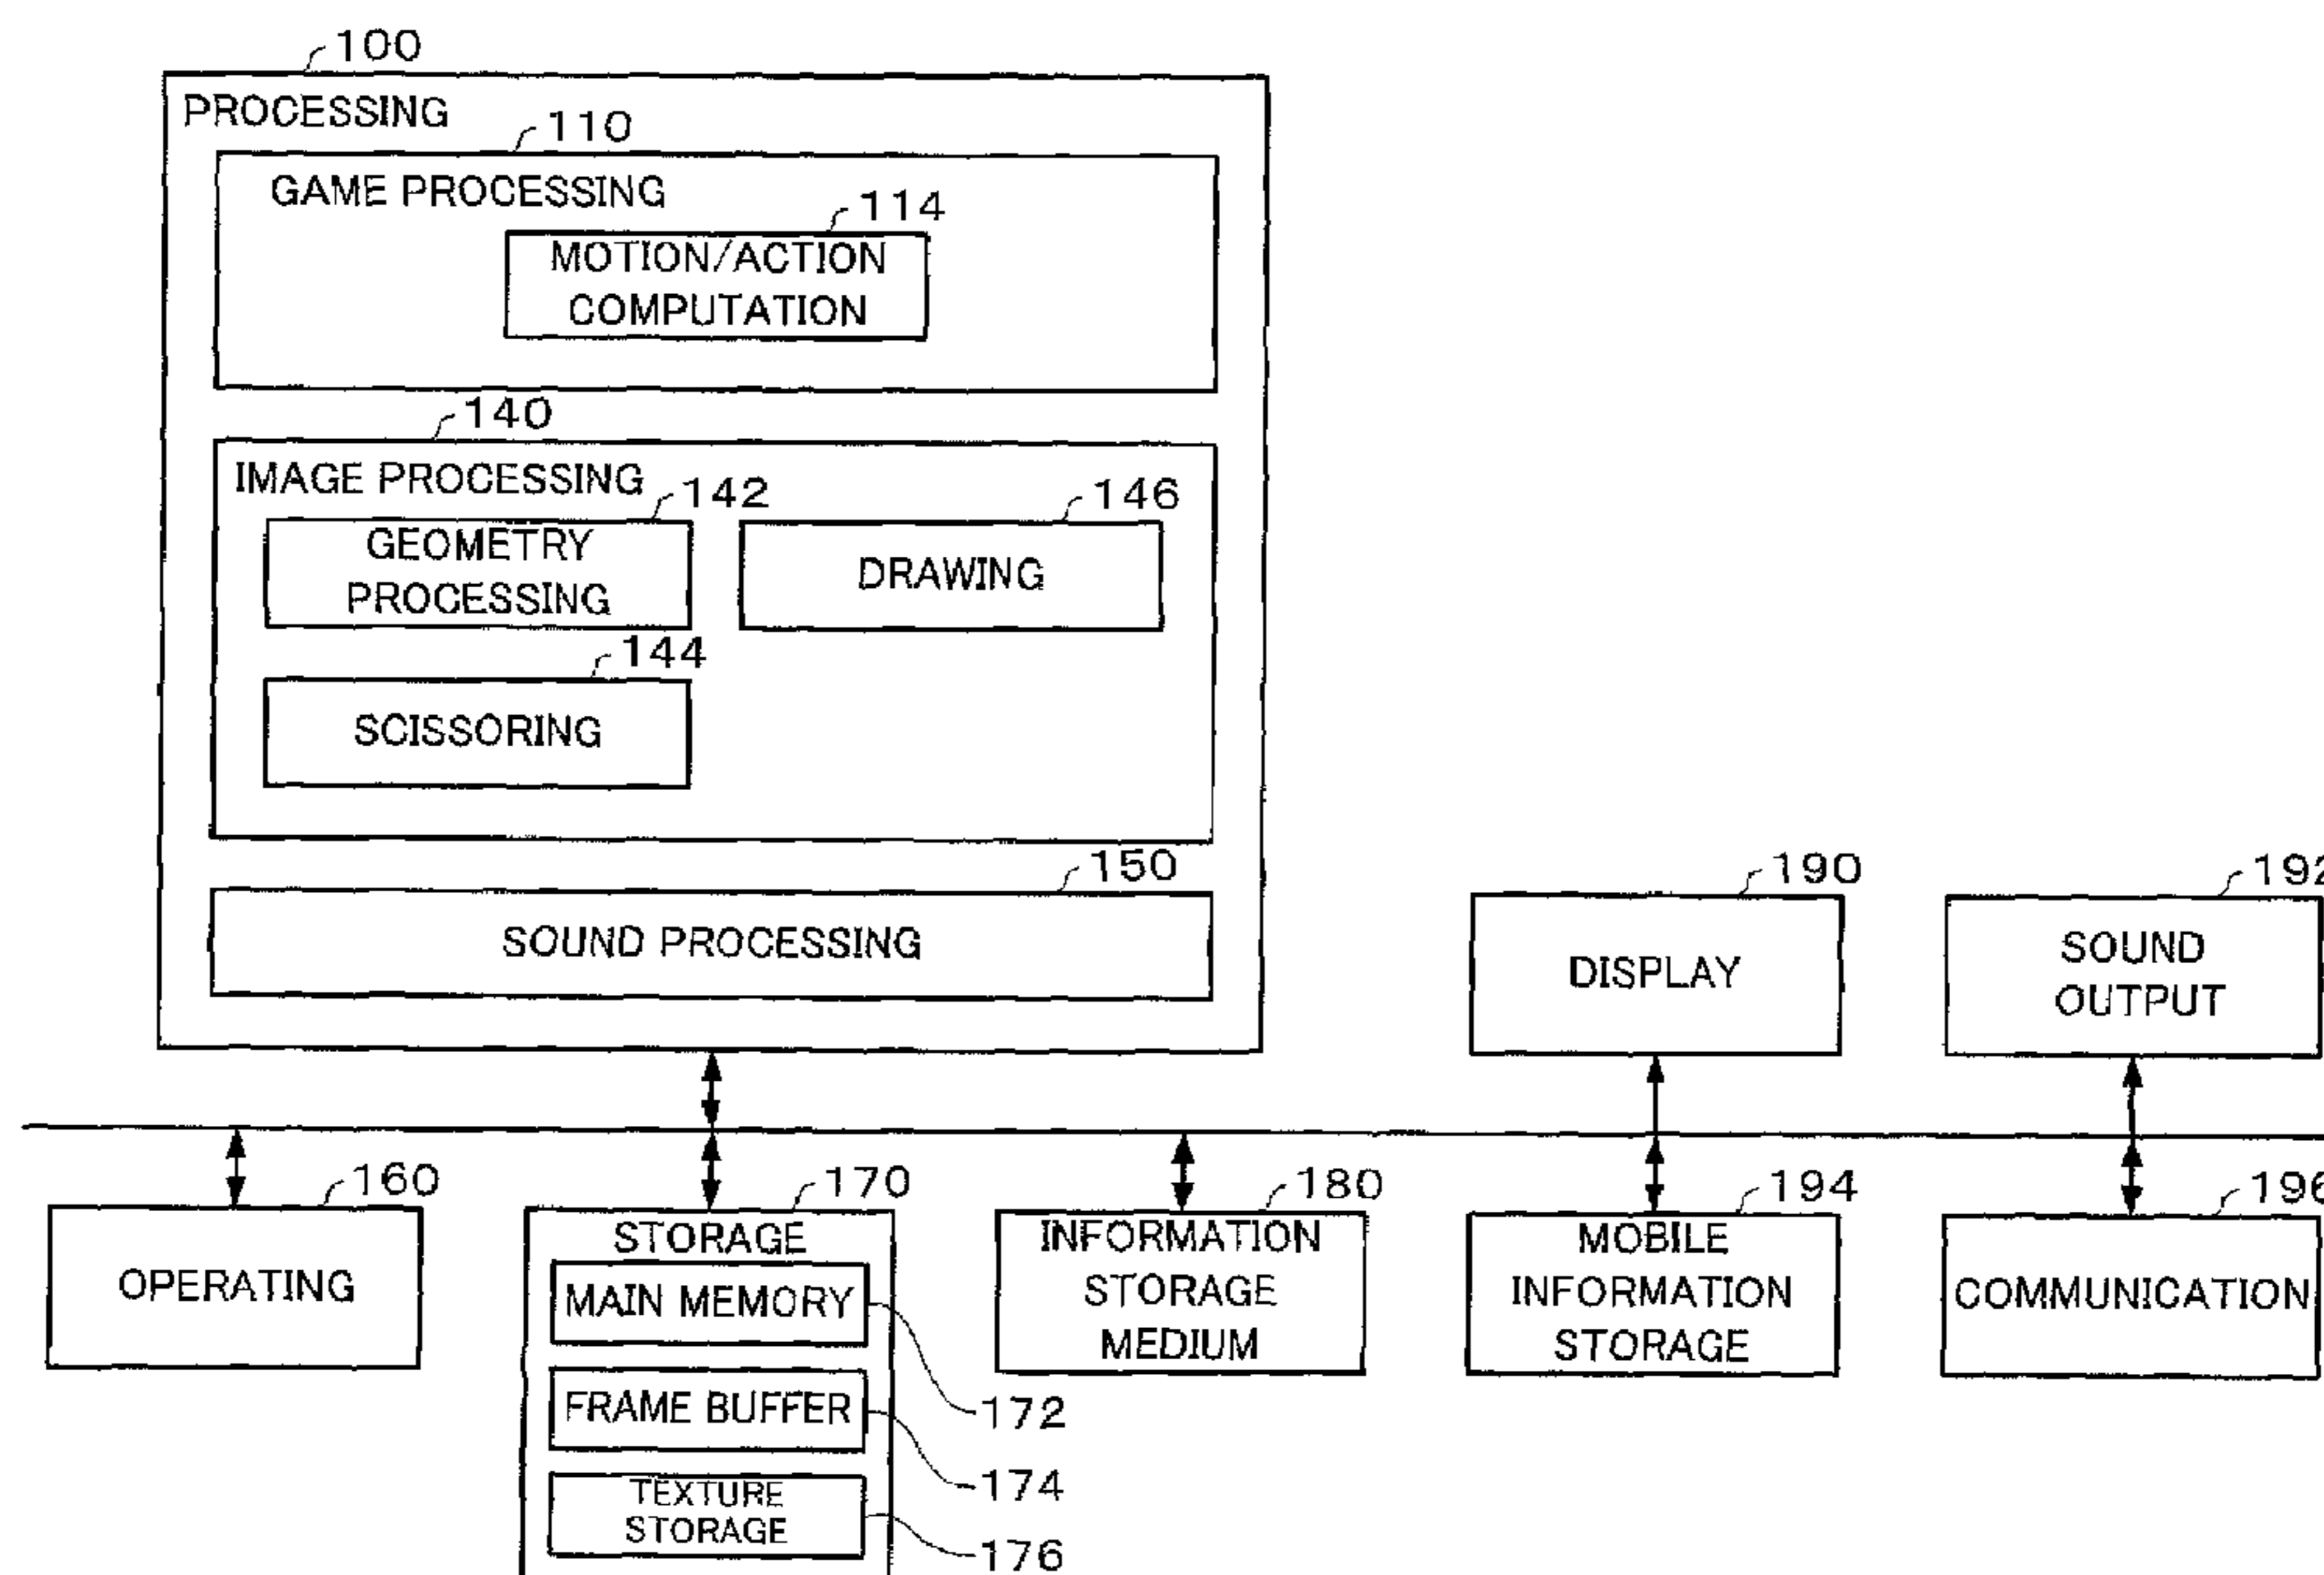 100
PROCESSING
110
GAME PROCESSING
114
MOTION/ACTION
COMPUTATION
140
IMAGE PROCESSING
142
GEOMETRY
PROCESSING
146
DRAWING
144
SCISSORING
150
SOUND PROCESSING
190
DISPLAY
192
SOUND
OUTPUT
160
OPERATING
170
STORAGE
MAIN MEMORY
172
FRAME BUFFER
174
TEXTURE
STORAGE
176
180
INFORMATION
STORAGE
MEDIUM
194
MOBILE
INFORMATION
STORAGE
196
COMMUNICATION